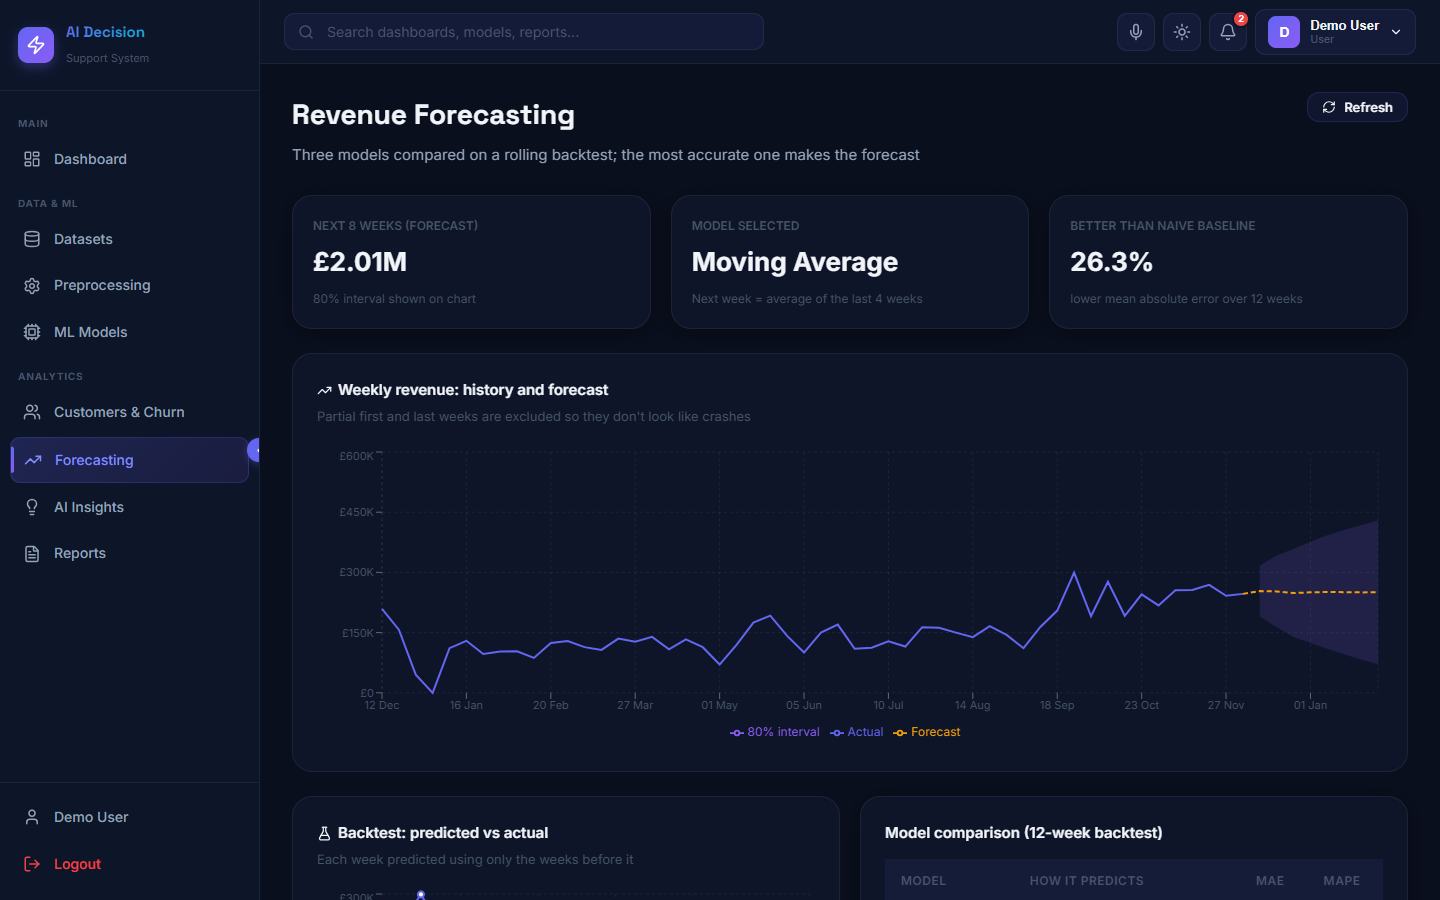 AI Decision
Support System
Search dashboards, models, reports...
2
D
Demo User
User
MAIN
Dashboard
DATA & ML
Datasets
Preprocessing
ML Models
ANALYTICS
Customers & Churn
Forecasting
AI Insights
Reports
Demo User
Logout
Revenue Forecasting
Refresh
Three models compared on a rolling backtest; the most accurate one makes the forecast
NEXT 8 WEEKS (FORECAST)
£2.01M
80% interval shown on chart
MODEL SELECTED
Moving Average
Next week = average of the last 4 weeks
BETTER THAN NAIVE BASELINE
26.3%
lower mean absolute error over 12 weeks
Weekly revenue: history and forecast
Partial first and last weeks are excluded so they don't look like crashes
£600K
£450K
£300K
£150K
£0
12 Dec 16 Jan 20 Feb 27 Mar 01 May 05 Jun 10 Jul 14 Aug 18 Sep 23 Oct 27 Nov 01 Jan
80% interval Actual Forecast
Backtest: predicted vs actual
Each week predicted using only the weeks before it
£300K
Model comparison (12-week backtest)
MODEL HOW IT PREDICTS MAE MAPE